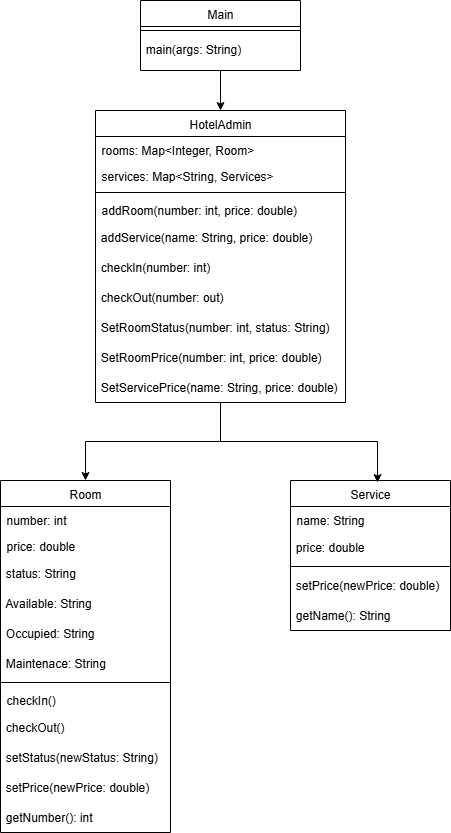 Main
main(args: String)
HotelAdmin
rooms: Map<Integer, Room>
services: Map<String, Services>
addRoom(number: int, price: double)
addService(name: String, price: double)
checkIn(number: int)
checkOut(number: out)
SetRoomStatus(number: int, status: String)
SetRoomPrice(number: int, price: double)
SetServicePrice(name: String, price: double)
Room
number: int
price: double
status: String
Available: String
Occupied: String
Maintenace: String
checkIn()
checkOut()
setStatus(newStatus: String)
setPrice(newPrice: double)
getNumber(): int
Service
name: String
price: double
setPrice(newPrice: double)
getName(): String